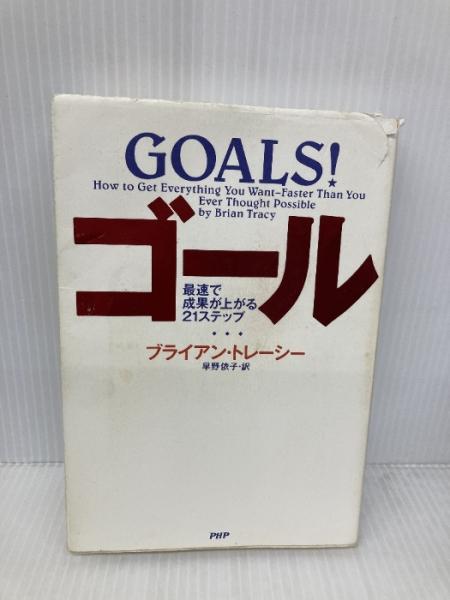 GOALS!
How to Get Everything You Want–Faster Than You
Ever Thought Possible
by Brian Tracy
ゴール
最速で
成果が上がる
21ステップ
ブライアン・トレーシー
早野依子・訳
PHP